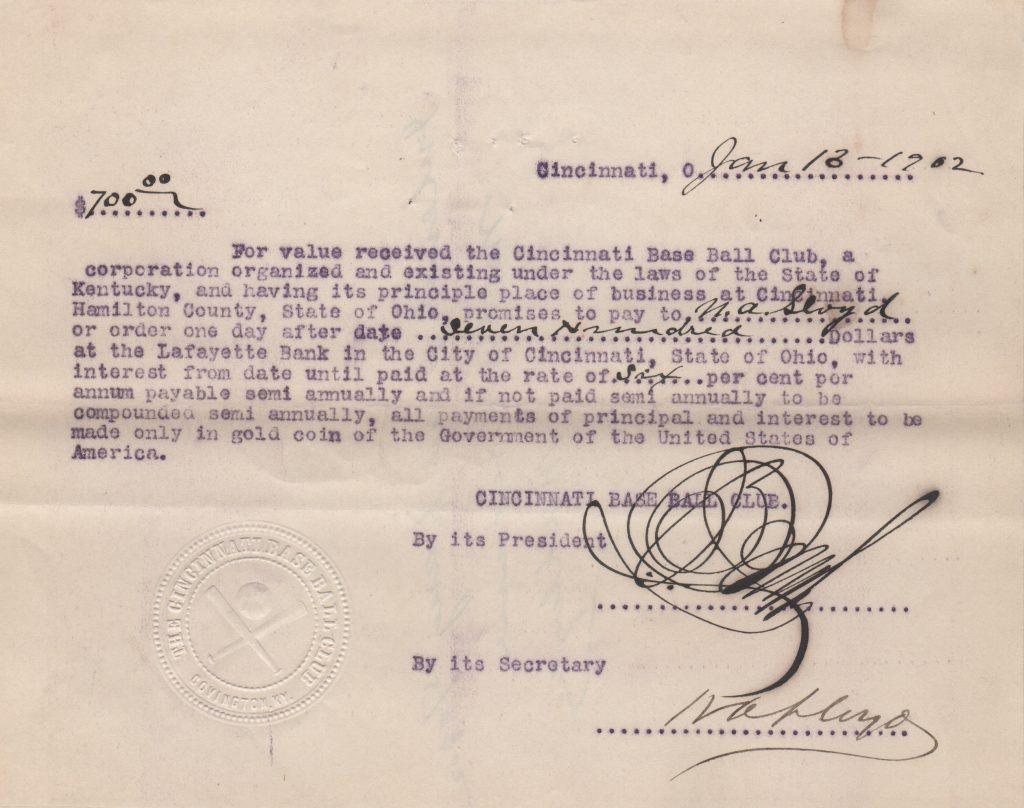 Cincinnati, O. Jan 13-1902
$700 00
For value received the Cincinnati Base Ball Club, a
corporation organized and existing under the laws of the State of
Kentucky, and having its principle place of business at Cincinnati,
Hamilton County, State of Ohio, promises to pay to N.A. Lloyd
or order one day after date Seven Hundred Dollars
at the Lafayette Bank in the City of Cincinnati, State of Ohio, with
interest from date until paid at the rate of six per cent per
annum payable semi annually and if not paid semi annually to be
compounded semi annually, all payments of principal and interest to be
made only in gold coin of the Government of the United States of
America.
CINCINNATI BASE BALL CLUB.
By its President
By its Secretary
THE CINCINNATI BASE BALL CLUB
COVINGTON, KY.